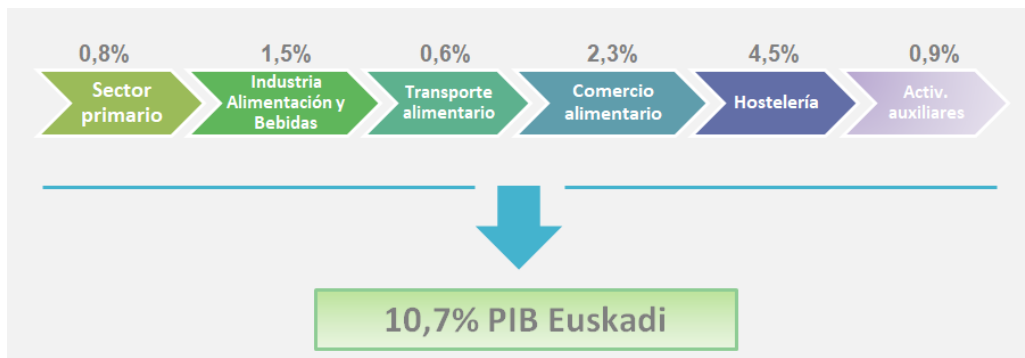 0,8%
1,5%
0,6%
2,3%
4,5%
0,9%
Sector
primario
Industria
Alimentación y
Bebidas
Transporte
alimentario
Comercio
alimentario
Hostelería
Activ.
auxiliares
10,7% PIB Euskadi